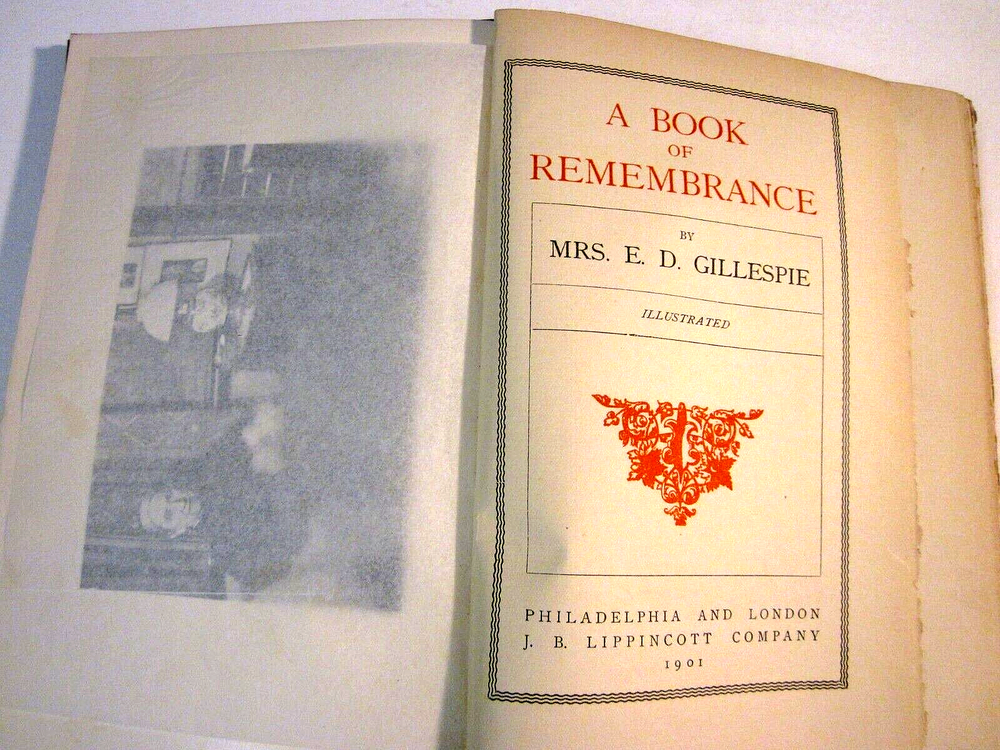 A BOOK
OF
REMEMBRANCE
BY
MRS. E. D. GILLESPIE
ILLUSTRATED
PHILADELPHIA AND LONDON
J. B. LIPPINCOTT COMPANY
1901